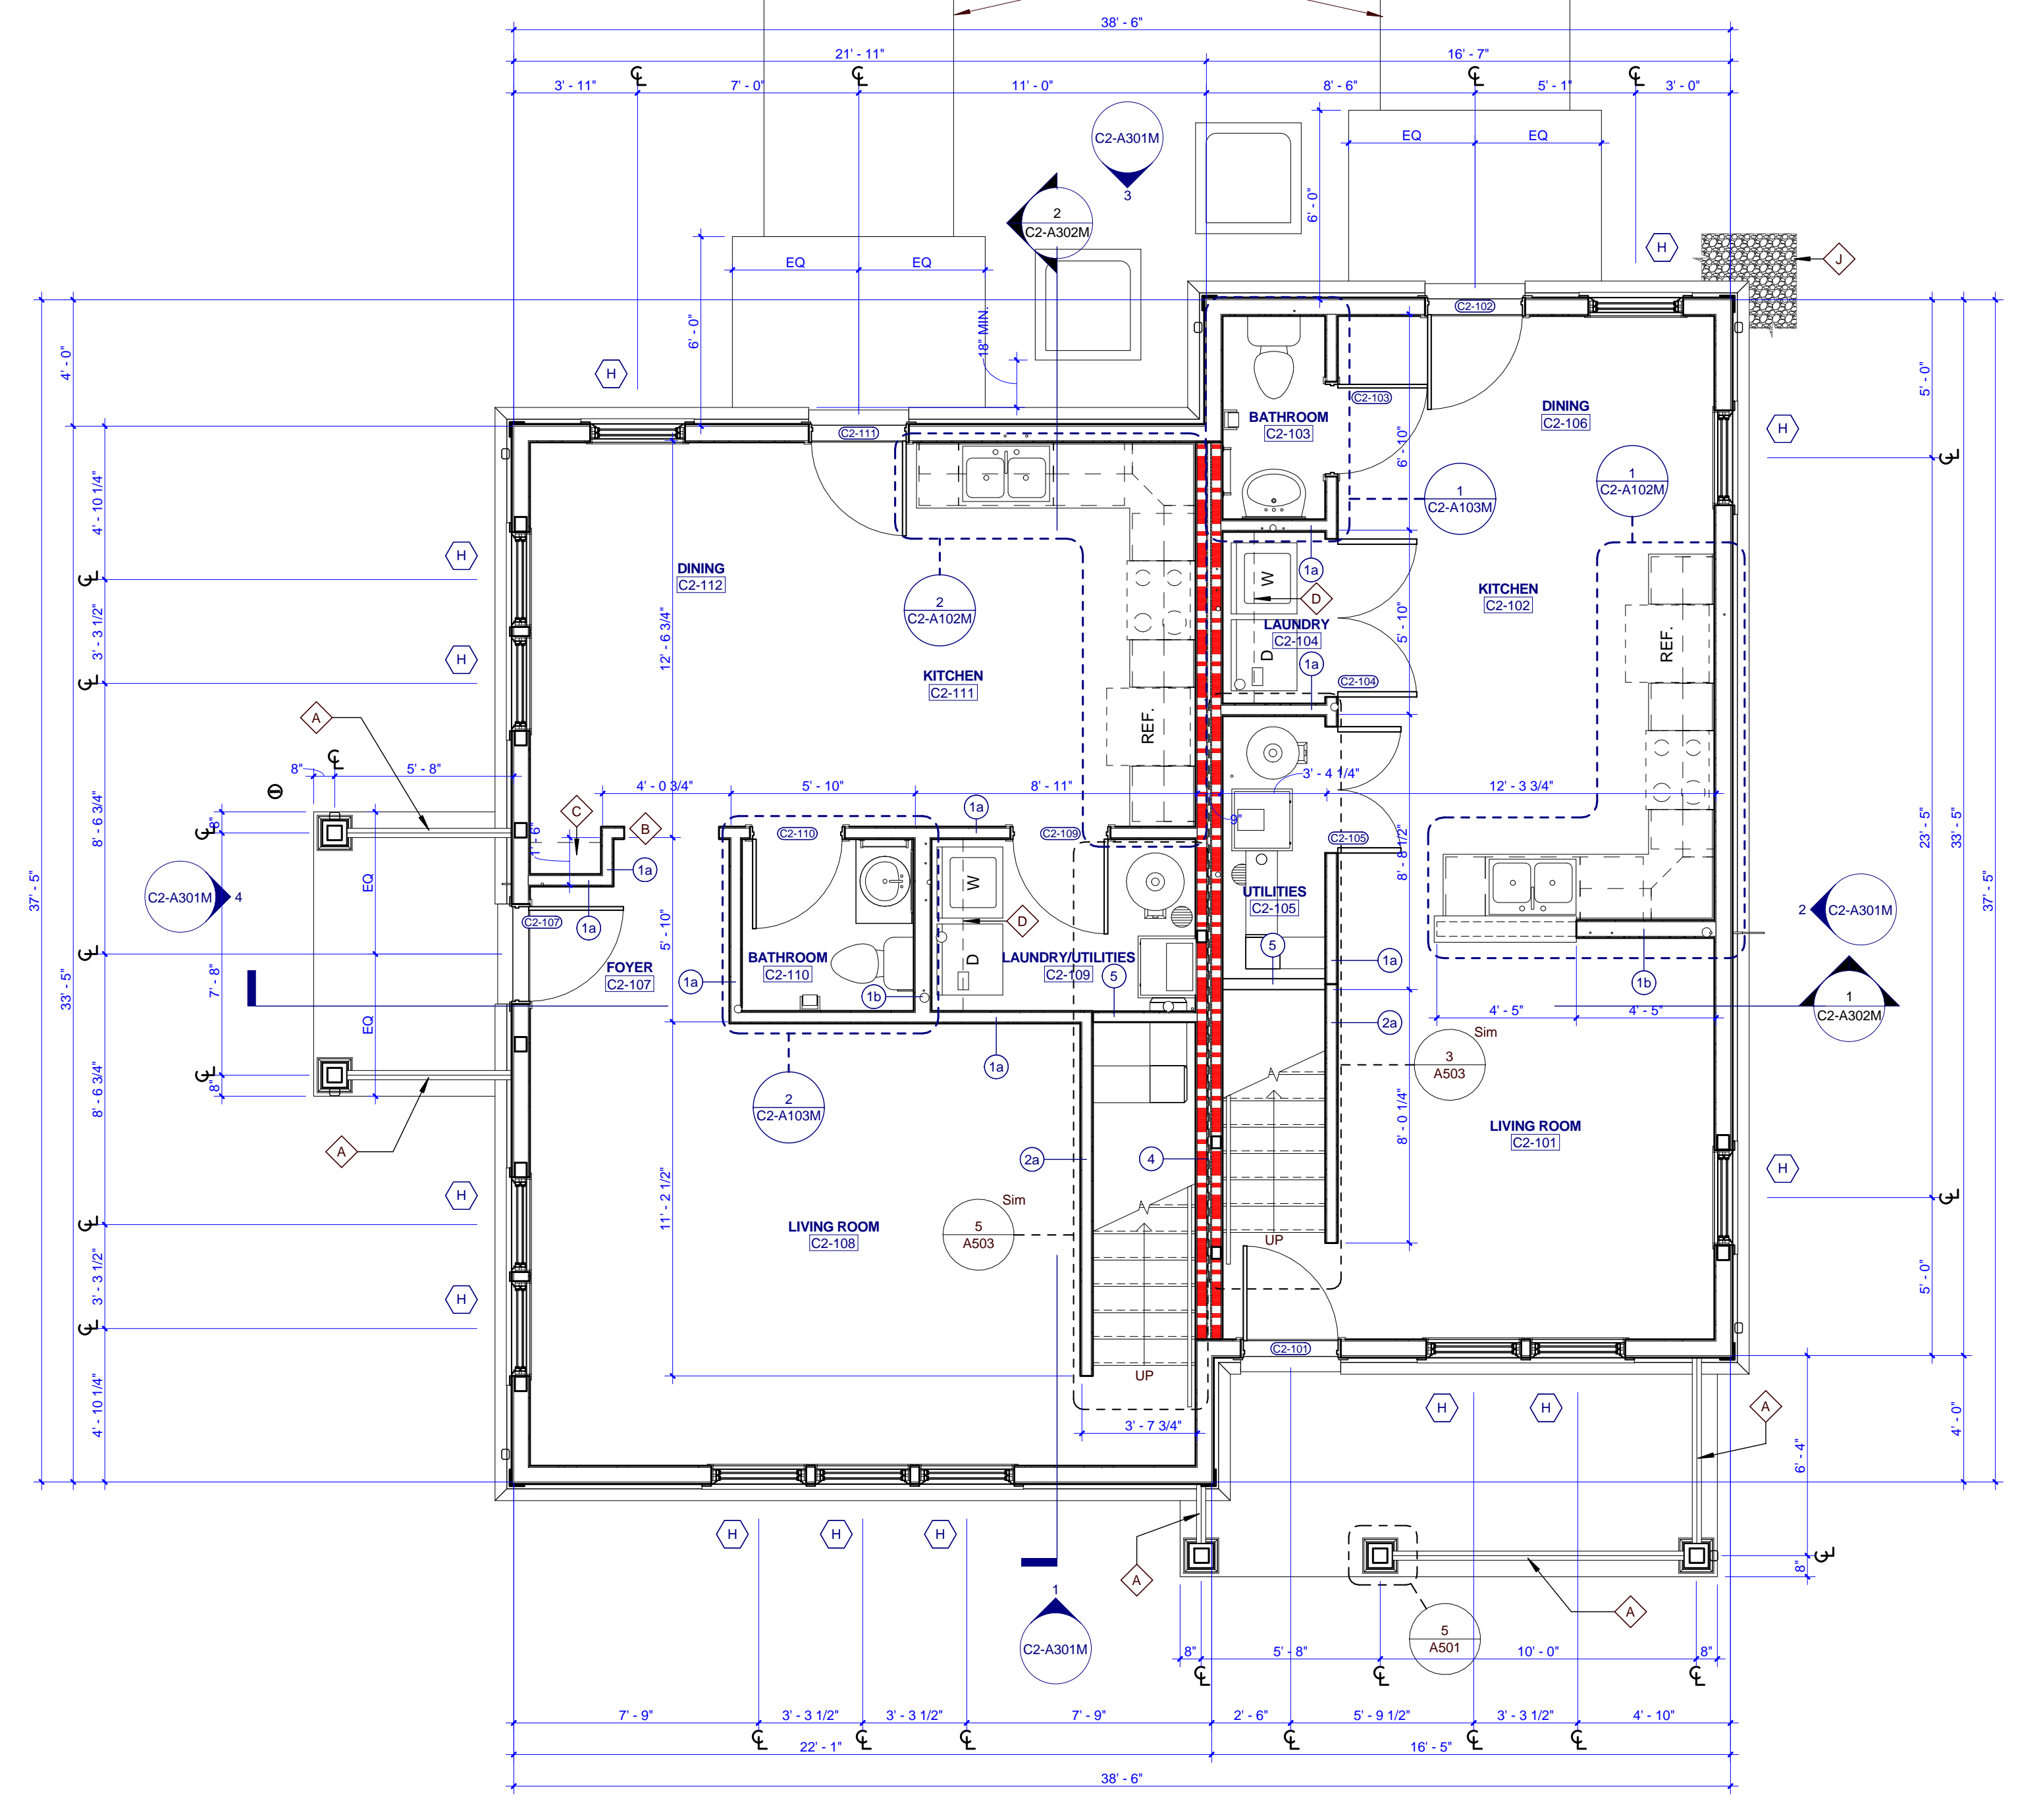 38' - 6"
21' - 11"
16' - 7"
3' - 11"
7' - 0"
11' - 0"
8' - 6"
5' - 1"
3' - 0"
C2-A301M
3
EQ
EQ
2
C2-A302M
6' - 0"
H
J
EQ
EQ
6' - 0"
18" MIN.
4' - 0"
H
C2-102
C2-103
BATHROOM
C2-103
DINING
C2-106
5' - 0"
H
C2-111
6' - 10"
1
C2-A103M
1
C2-A102M
4' - 10 1/4"
H
DINING
C2-112
2
C2-A102M
12' - 6 3/4"
1a
W
D
LAUNDRY
C2-104
D
1a
5' - 10"
C2-104
KITCHEN
C2-102
REF.
3' - 3 1/2"
H
KITCHEN
C2-111
REF.
A
8"
5' - 8"
4' - 0 3/4"
5' - 10"
8' - 11"
3' - 4 1/4"
12' - 3 3/4"
9"
8' - 6 3/4"
8"
C
B
1' - 6"
1a
C2-110
1a
C2-109
C2-105
8' - 8 1/2"
23' - 5"
33' - 5"
37' - 5"
37' - 5"
33' - 5"
C2-A301M
4
EQ
7' - 8"
EQ
8"
C2-107
1a
FOYER
C2-107
5' - 10"
1a
BATHROOM
C2-110
1b
W
D
D
LAUNDRY/UTILITIES
C2-109
5
UTILITIES
C2-105
5
1a
2a
2
C2-A301M
1b
4' - 5"
4' - 5"
1
C2-A302M
1a
Sim
3
A503
8' - 6 3/4"
A
2
C2-A103M
2a
4
8' - 0 1/4"
LIVING ROOM
C2-101
H
H
LIVING ROOM
C2-108
11' - 2 1/2"
Sim
5
A503
UP
UP
3' - 3 1/2"
H
5' - 0"
C2-101
4' - 10 1/4"
3' - 7 3/4"
H
H
A
6' - 4"
4' - 0"
H
H
H
A
8"
A
1
C2-A301M
5
A501
8"
5' - 8"
10' - 0"
8"
7' - 9"
3' - 3 1/2"
3' - 3 1/2"
7' - 9"
2' - 6"
5' - 9 1/2"
3' - 3 1/2"
4' - 10"
22' - 1"
16' - 5"
38' - 6"